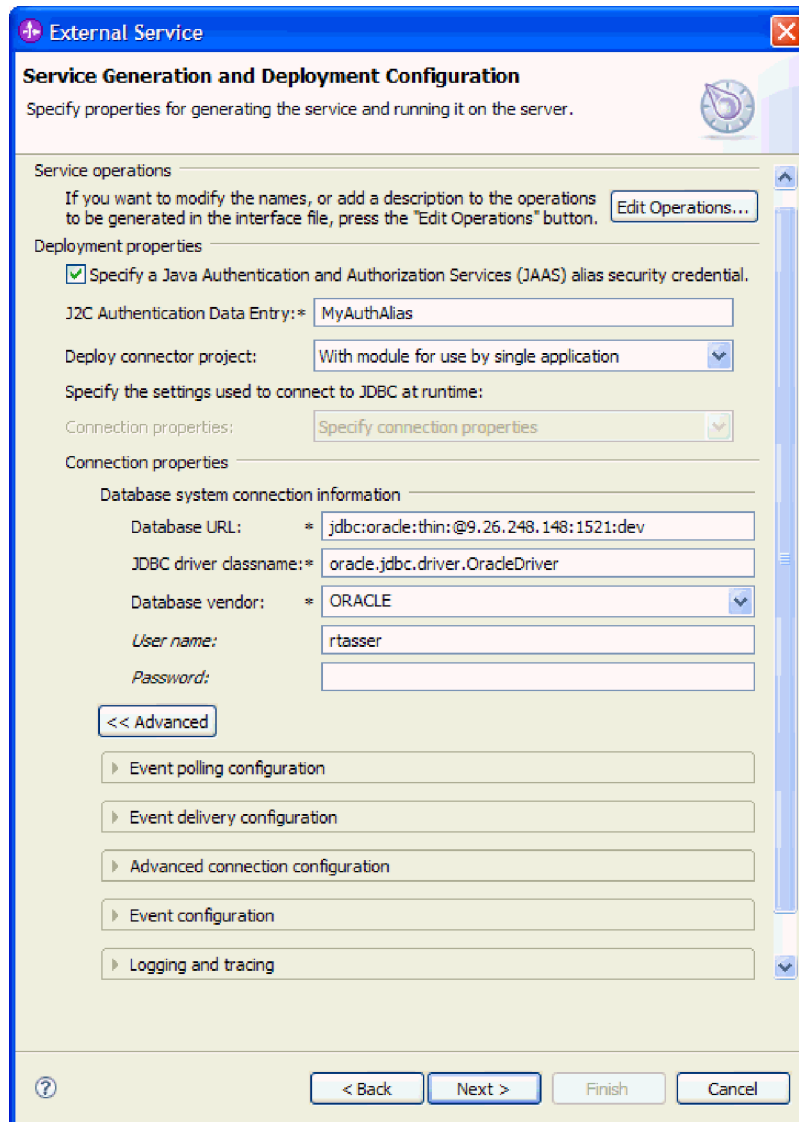 External Service
Service Generation and Deployment Configuration
Specify properties for generating the service and running it on the server.
Service operations
If you want to modify the names, or add a description to the operations
to be generated in the interface file, press the "Edit Operations" button.
Edit Operations...
Deployment properties
Specify a Java Authentication and Authorization Services (JAAS) alias security credential.
J2C Authentication Data Entry:* MyAuthAlias
Deploy connector project: With module for use by single application
Specify the settings used to connect to JDBC at runtime:
Connection properties: Specify connection properties
Connection properties
Database system connection information
Database URL: * jdbc:oracle:thin:@9.26.248.148:1521:dev
JDBC driver classname:* oracle.jdbc.driver.OracleDriver
Database vendor: * ORACLE
User name: rtasser
Password:
<< Advanced
Event polling configuration
Event delivery configuration
Advanced connection configuration
Event configuration
Logging and tracing
? < Back Next > Finish Cancel